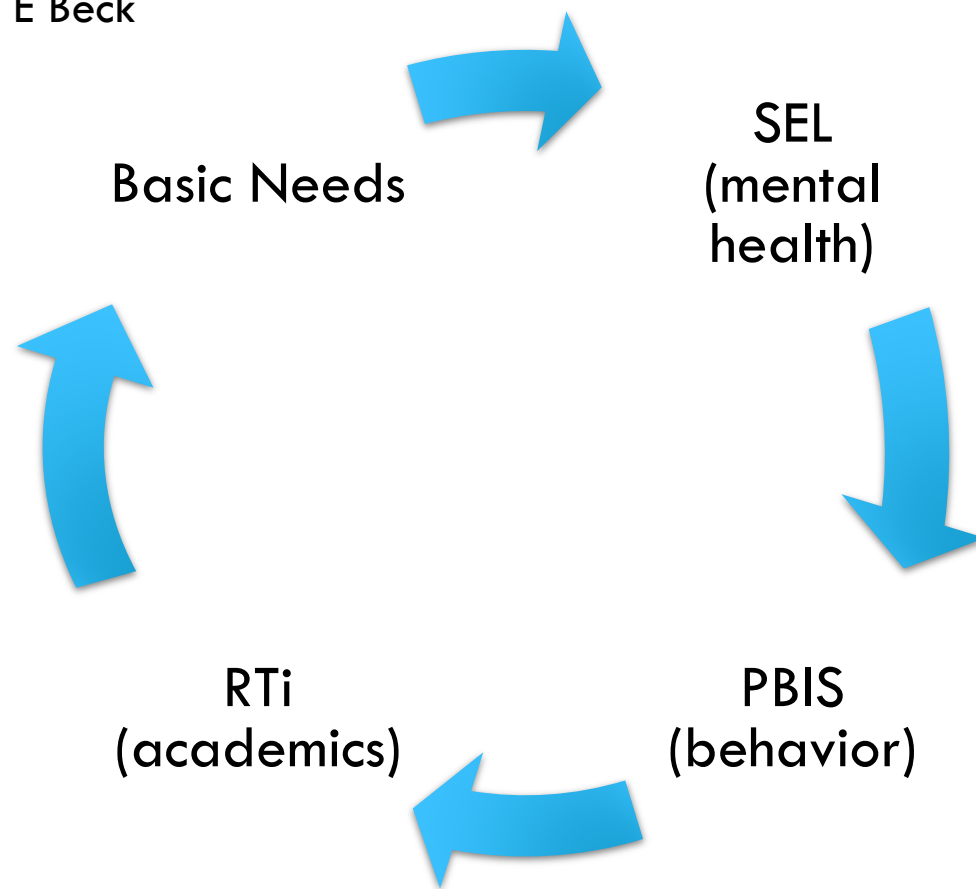 E Beck
Basic Needs
SEL
(mental
health)
PBIS
(behavior)
RTi
(academics)